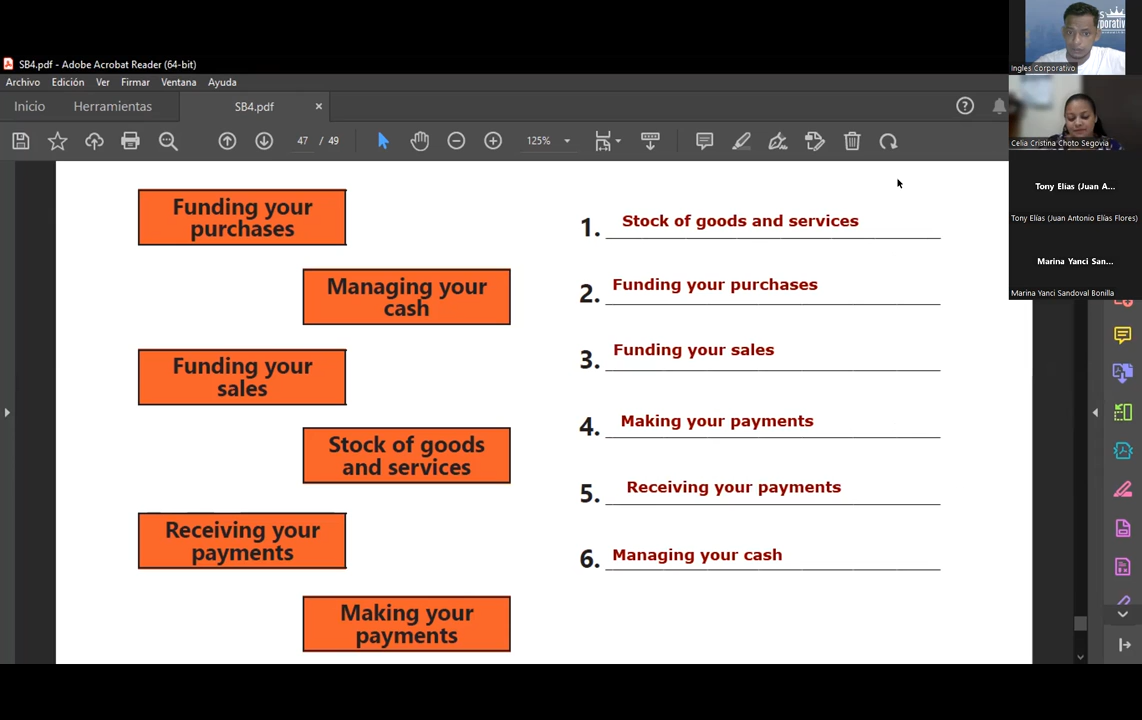 SB4.pdf - Adobe Acrobat Reader (64-bit)
Archivo Edición Ver Firmar Ventana Ayuda
Inicio Herramientas SB4.pdf ×
47 / 49 125%
Funding your
purchases
Managing your
cash
Funding your
sales
Stock of goods
and services
Receiving your
payments
Making your
payments
1. Stock of goods and services
2. Funding your purchases
3. Funding your sales
4. Making your payments
5. Receiving your payments
6. Managing your cash
Ingles Corporativo
Celia Cristina Choto Segovia
Tony Elias (Juan A...
Tony Elías (Juan Antonio Elías Flores)
Marina Yanci San...
Marina Yanci Sandoval Bonilla